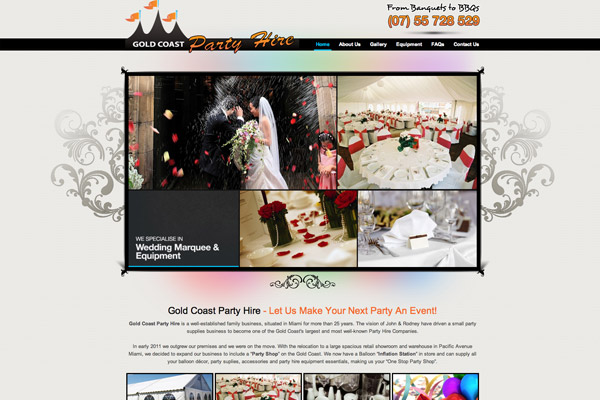 From Banquets to BBQs
(07) 55 728 529
GOLD COAST Party Hire
Home About Us Gallery Equipment FAQs Contact Us
WE SPECIALISE IN
Wedding Marquee &
Equipment
Gold Coast Party Hire - Let Us Make Your Next Party An Event!
Gold Coast Party Hire is a well-established family business, situated in Miami for more than 25 years. The vision of John & Rodney have driven a small party
supplies business to become one of the Gold Coast's largest and most well-known Party Hire Companies.
In early 2011 we outgrew our premises and we were on the move. With the relocation to a large spacious retail showroom and warehouse in Pacific Avenue
Miami, we decided to expand our business to include a "Party Shop" on the Gold Coast. We now have a Balloon "Inflation Station" in store and can supply all
your balloon décor, party suplies, accessories and party hire equipment essentials, making us your "One Stop Party Shop".